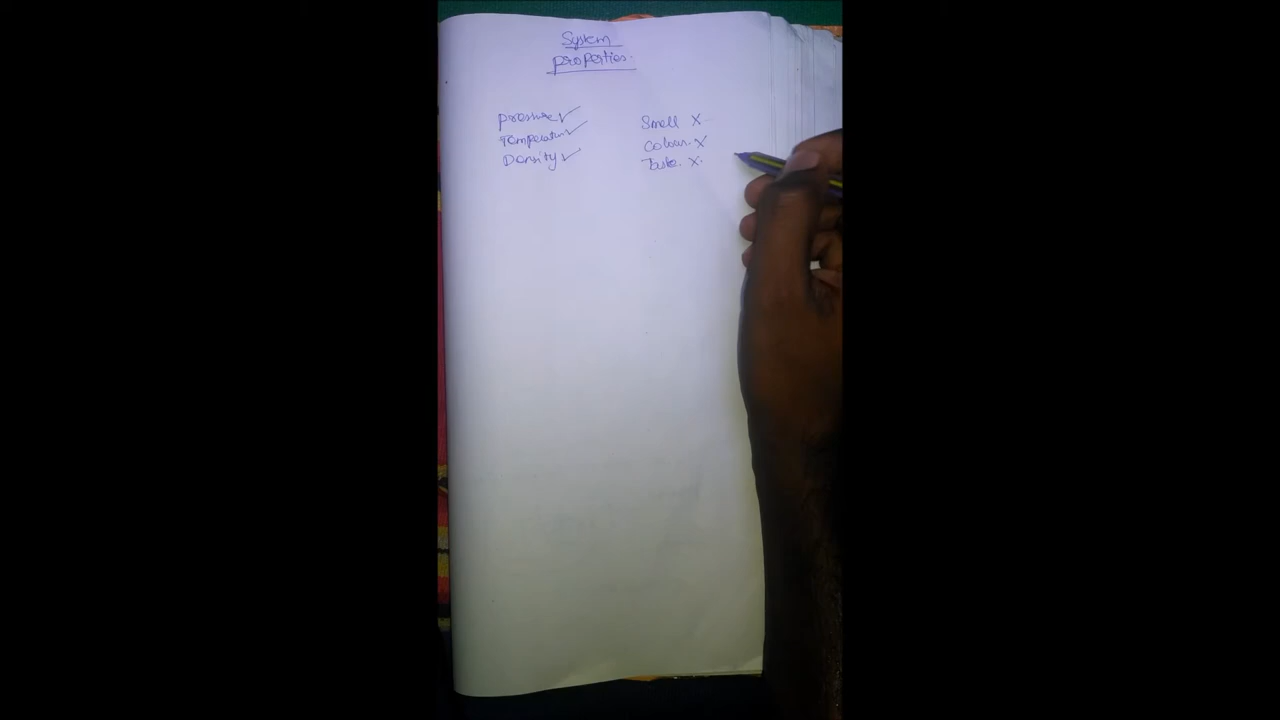 System
properties.
pressure ✓
Temperature ✓
Density ✓
Smell X
Colour. X
Taste. X.